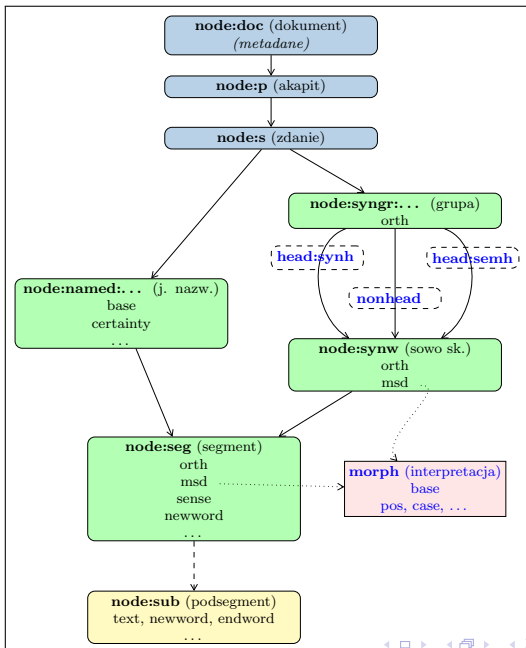 node:doc (dokument)
(metadane)
node:p (akapit)
node:s (zdanie)
node:syngr:... (grupa)
orth
head:synh
head:semh
nonhead
node:named:... (j. nazw.)
base
certainty
...
node:synw (sowo sk.)
orth
msd
node:seg (segment)
orth
msd
sense
newword
...
morph (interpretacja)
base
pos, case, ...
node:sub (podsegment)
text, newword, endword
...